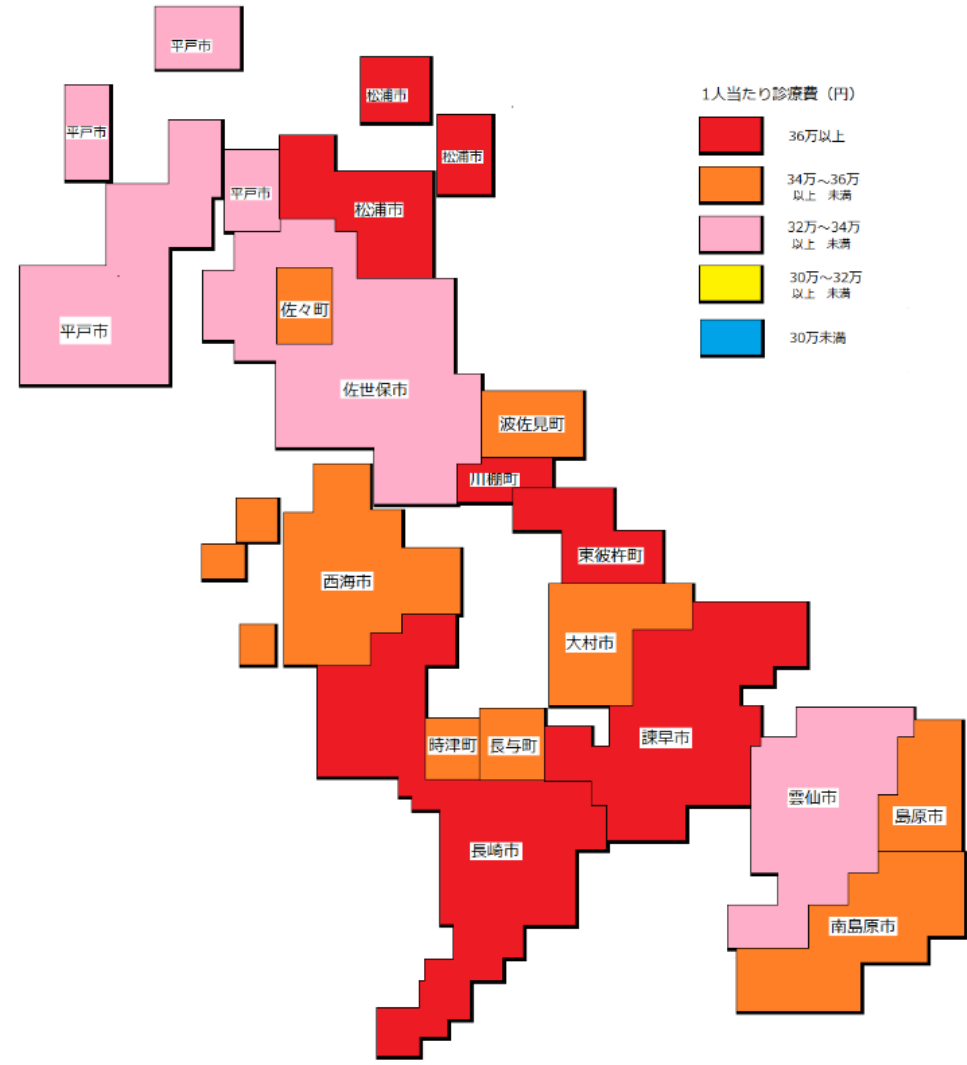 平戸市
松浦市
平戸市
松浦市
平戸市
松浦市
平戸市
佐々町
佐世保市
波佐見町
川棚町
東彼杵町
西海市
大村市
時津町
長与町
諫早市
雲仙市
島原市
長崎市
南島原市
1人当たり診療費（円）
36万以上
34万～36万
以上 未満
32万～34万
以上 未満
30万～32万
以上 未満
30万未満